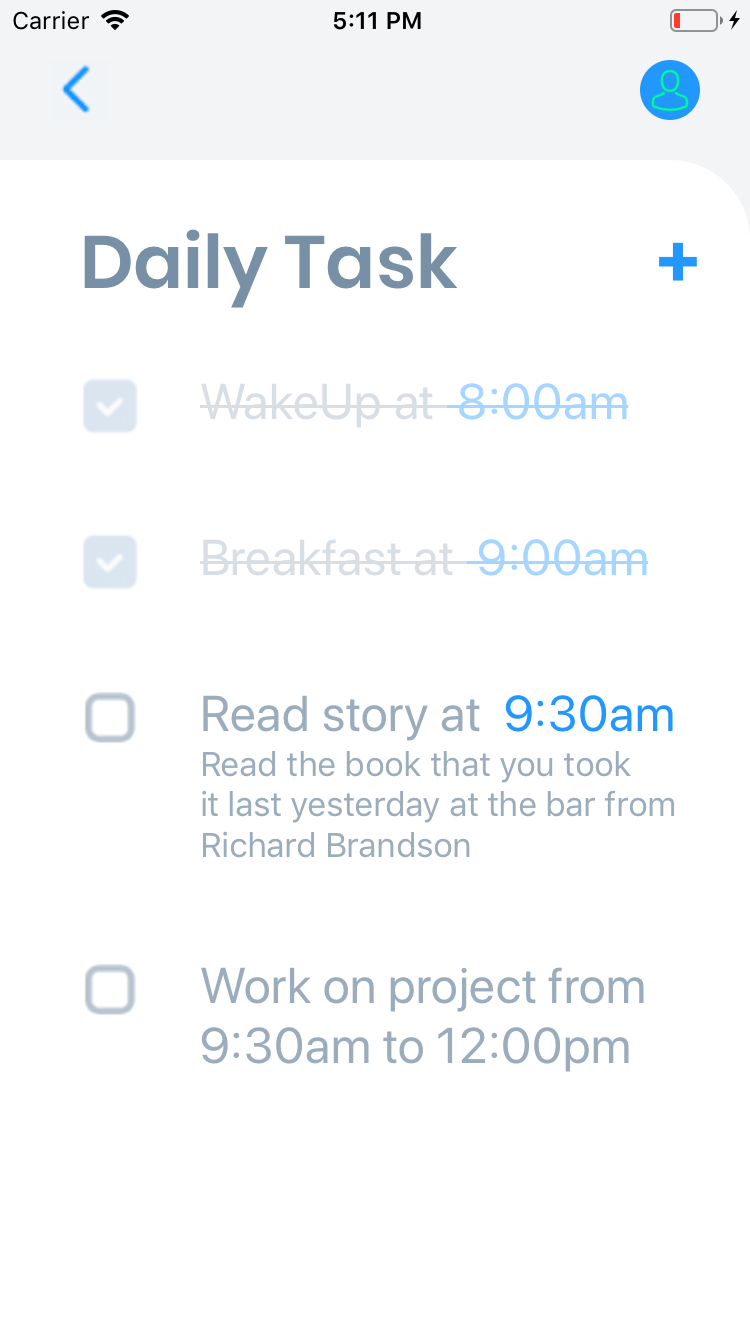 Carrier 5:11 PM
Daily Task +
WakeUp at 8:00am
Breakfast at 9:00am
Read story at 9:30am
Read the book that you took
it last yesterday at the bar from
Richard Brandson
Work on project from
9:30am to 12:00pm